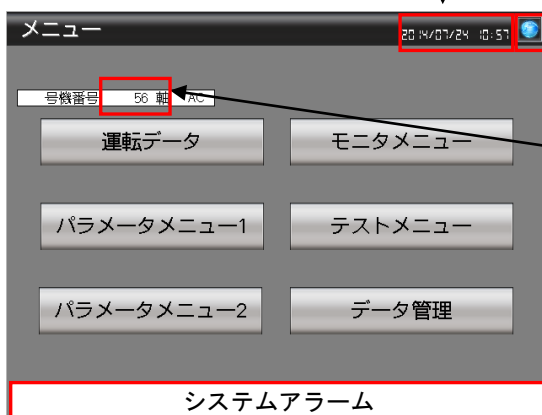 メニュー 2014/07/24 10:57
号機番号 56 軸 AC
運転データ モニタメニュー
パラメータメニュー1 テストメニュー
パラメータメニュー2 データ管理
システムアラーム